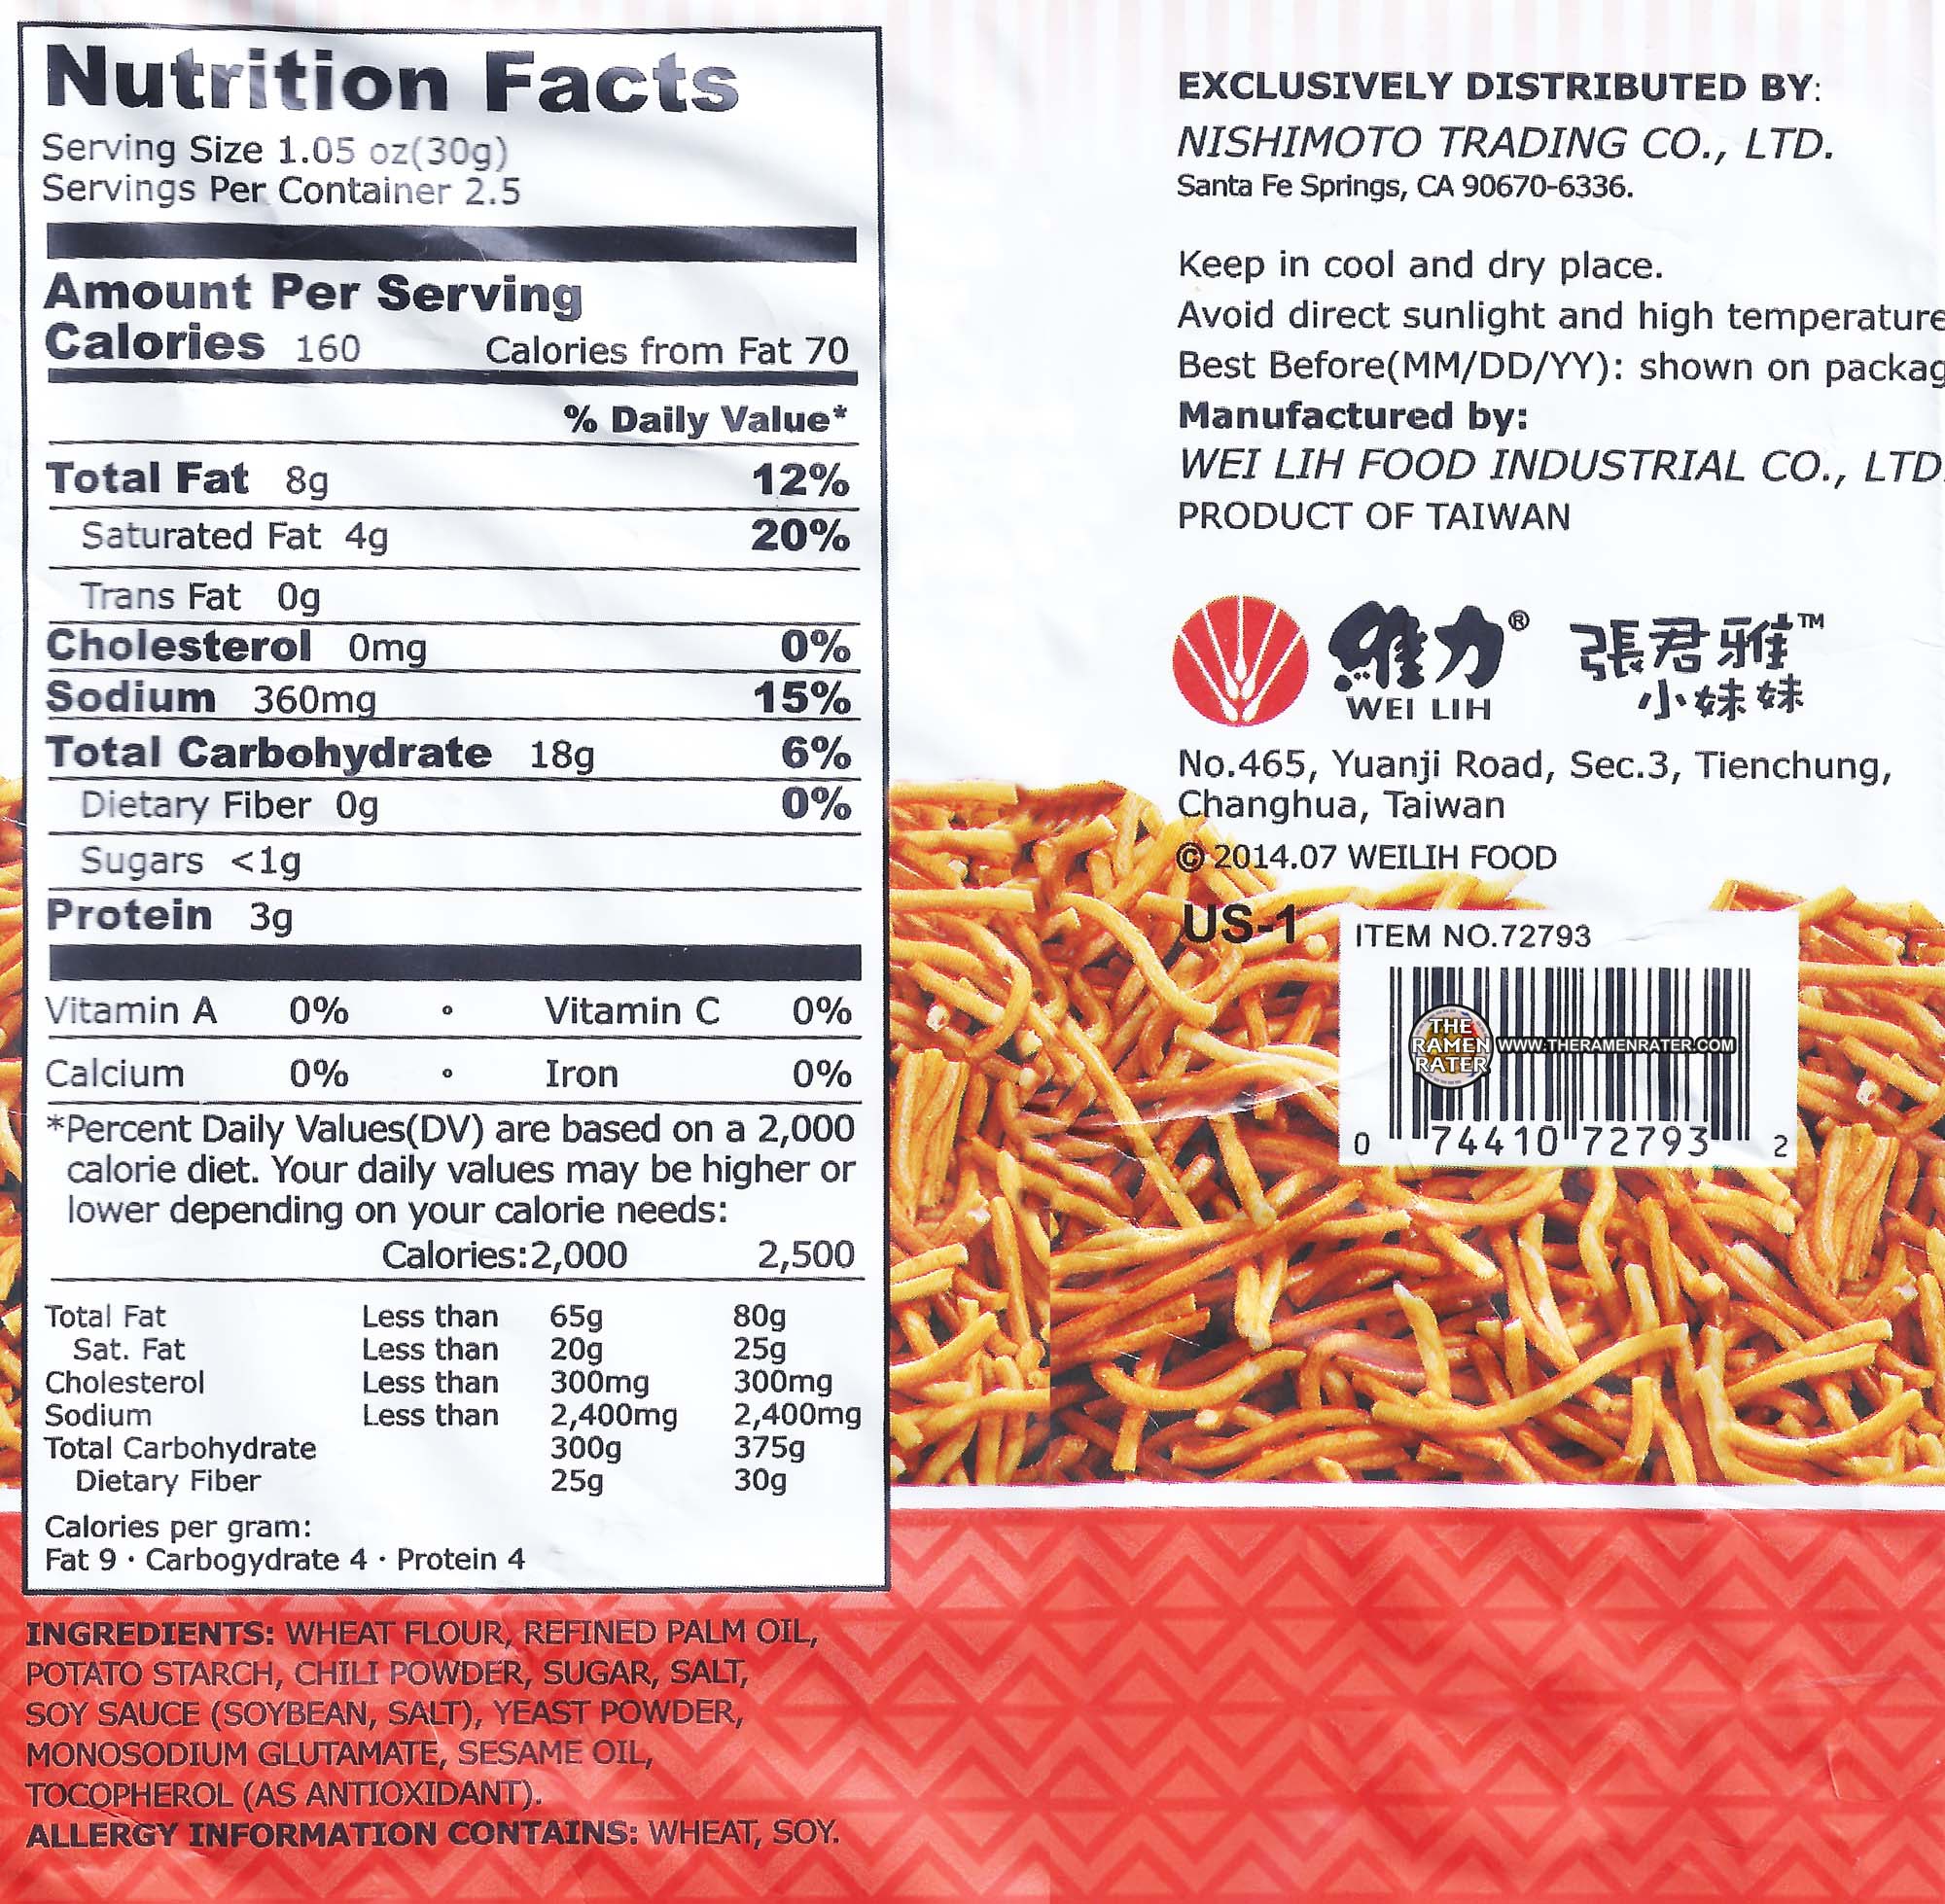 Nutrition Facts
Serving Size 1.05 oz(30g)
Servings Per Container 2.5
Amount Per Serving
Calories 160 Calories from Fat 70
% Daily Value*
Total Fat 8g 12%
Saturated Fat 4g 20%
Trans Fat 0g
Cholesterol 0mg 0%
Sodium 360mg 15%
Total Carbohydrate 18g 6%
Dietary Fiber 0g 0%
Sugars <1g
Protein 3g
Vitamin A 0% ∘ Vitamin C 0%
Calcium 0% ∘ Iron 0%
*Percent Daily Values(DV) are based on a 2,000
calorie diet. Your daily values may be higher or
lower depending on your calorie needs:
Calories:2,000 2,500
Total Fat Less than 65g 80g
Sat. Fat Less than 20g 25g
Cholesterol Less than 300mg 300mg
Sodium Less than 2,400mg 2,400mg
Total Carbohydrate 300g 375g
Dietary Fiber 25g 30g
Calories per gram:
Fat 9 · Carbogydrate 4 · Protein 4
INGREDIENTS: WHEAT FLOUR, REFINED PALM OIL,
POTATO STARCH, CHILI POWDER, SUGAR, SALT,
SOY SAUCE (SOYBEAN, SALT), YEAST POWDER,
MONOSODIUM GLUTAMATE, SESAME OIL,
TOCOPHEROL (AS ANTIOXIDANT).
ALLERGY INFORMATION CONTAINS: WHEAT, SOY.
EXCLUSIVELY DISTRIBUTED BY:
NISHIMOTO TRADING CO., LTD.
Santa Fe Springs, CA 90670-6336.
Keep in cool and dry place.
Avoid direct sunlight and high temperature
Best Before(MM/DD/YY): shown on packag
Manufactured by:
WEI LIH FOOD INDUSTRIAL CO., LTD.
PRODUCT OF TAIWAN
維力® 張君雅™
WEI LIH 小妹妹
No.465, Yuanji Road, Sec.3, Tienchung,
Changhua, Taiwan
© 2014.07 WEILIH FOOD
US-1
ITEM NO.72793
THE
RAMEN WWW.THERAMENRATER.COM
RATER
0 74410 72793 2